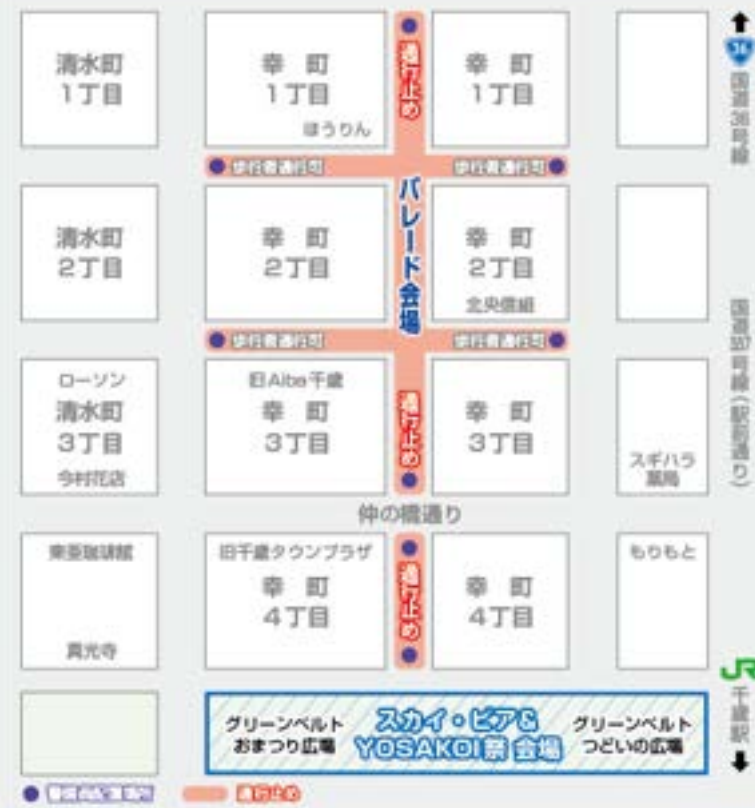 清水町
1丁目
幸 町
1丁目
ほうりん
通行止め
幸 町
1丁目
36
国道36号線
歩行者通行可
歩行者通行可
清水町
2丁目
幸 町
2丁目
パレード会場
幸 町
2丁目
北央信組
歩行者通行可
歩行者通行可
国道337号線(駅前通り)
ローソン
清水町
3丁目
今村花店
旧Aibe千歳
幸 町
3丁目
通行止め
幸 町
3丁目
スギハラ
薬局
仲の橋通り
東亜珈琲館
真光寺
旧千歳タウンプラザ
幸 町
4丁目
通行止め
幸 町
4丁目
もりもと
JR
千歳駅
グリーンベルト
おまつり広場
スカイ・ビア&
YOSAKOI祭 会場
グリーンベルト
つどいの広場
警備員配置場所
通行止め